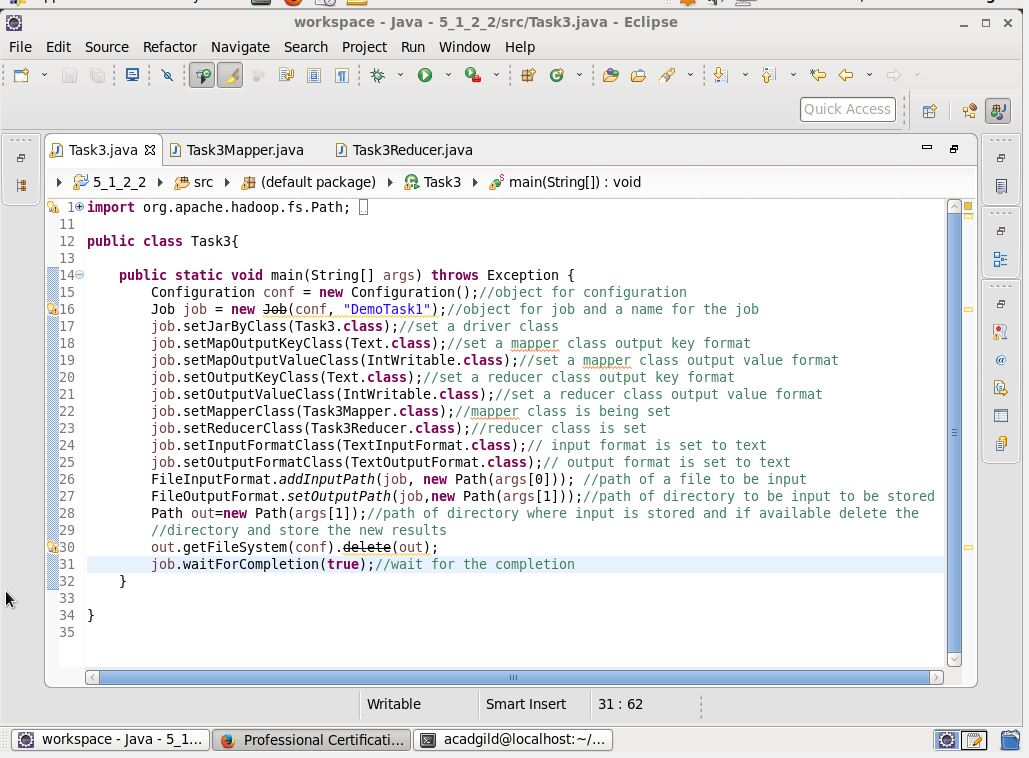 workspace - Java - 5_1_2_2/src/Task3.java - Eclipse
File Edit Source Refactor Navigate Search Project Run Window Help
Quick Access
Task3.java Task3Mapper.java Task3Reducer.java
5_1_2_2 src (default package) Task3 main(String[]) : void
1 import org.apache.hadoop.fs.Path;
11
12 public class Task3{
13
14 public static void main(String[] args) throws Exception {
15 Configuration conf = new Configuration();//object for configuration
16 Job job = new Job(conf, "DemoTask1");//object for job and a name for the job
17 job.setJarByClass(Task3.class);//set a driver class
18 job.setMapOutputKeyClass(Text.class);//set a mapper class output key format
19 job.setMapOutputValueClass(IntWritable.class);//set a mapper class output value format
20 job.setOutputKeyClass(Text.class);//set a reducer class output key format
21 job.setOutputValueClass(IntWritable.class);//set a reducer class output value format
22 job.setMapperClass(Task3Mapper.class);//mapper class is being set
23 job.setReducerClass(Task3Reducer.class);//reducer class is set
24 job.setInputFormatClass(TextInputFormat.class);// input format is set to text
25 job.setOutputFormatClass(TextOutputFormat.class);// output format is set to text
26 FileInputFormat.addInputPath(job, new Path(args[0])); //path of a file to be input
27 FileOutputFormat.setOutputPath(job,new Path(args[1]));//path of directory to be input to be stored
28 Path out=new Path(args[1]);//path of directory where input is stored and if available delete the
29 //directory and store the new results
30 out.getFileSystem(conf).delete(out);
31 job.waitForCompletion(true);//wait for the completion
32 }
33
34 }
35
Writable Smart Insert 31 : 62
workspace - Java - 5_1... Professional Certificati... acadgild@localhost:~/...